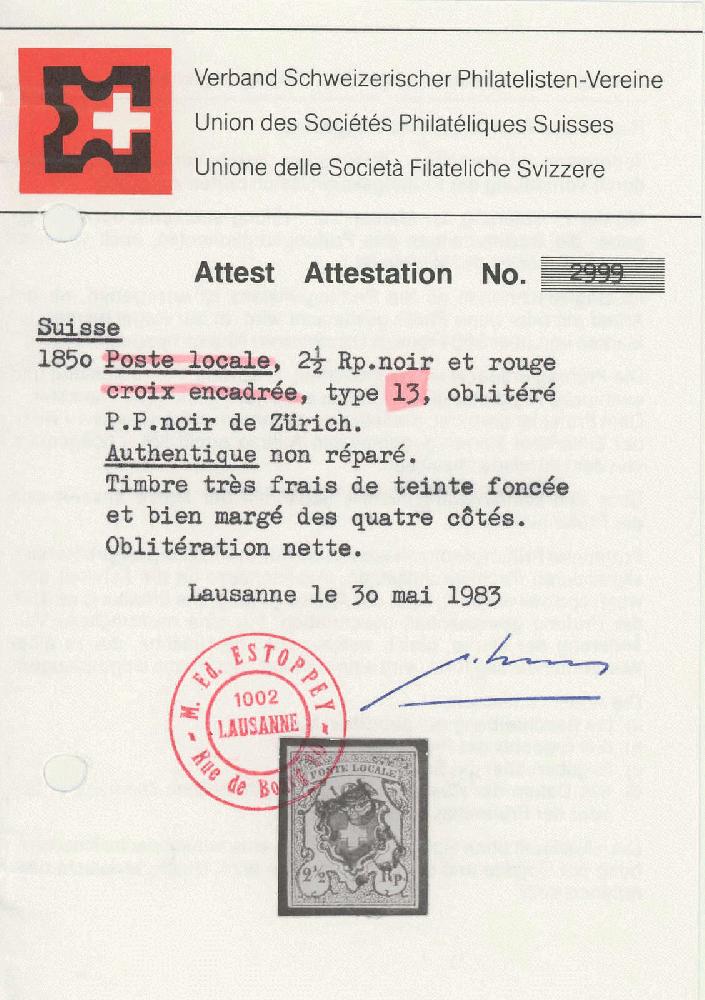 Verband Schweizerischer Philatelisten-Vereine
Union des Sociétés Philatéliques Suisses
Unione delle Società Filateliche Svizzere
Attest Attestation No. 2999
Suisse
1850 Poste locale, 2½ Rp.noir et rouge
croix encadrée, type 13, oblitéré
P.P.noir de Zürich.
Authentique non réparé.
Timbre très frais de teinte foncée
et bien margé des quatre côtés.
Oblitération nette.
Lausanne le 30 mai 1983
- M. Ed. ESTOPPEY -
1002
LAUSANNE
Rue de
POSTE LOCALE
2½ Rp.